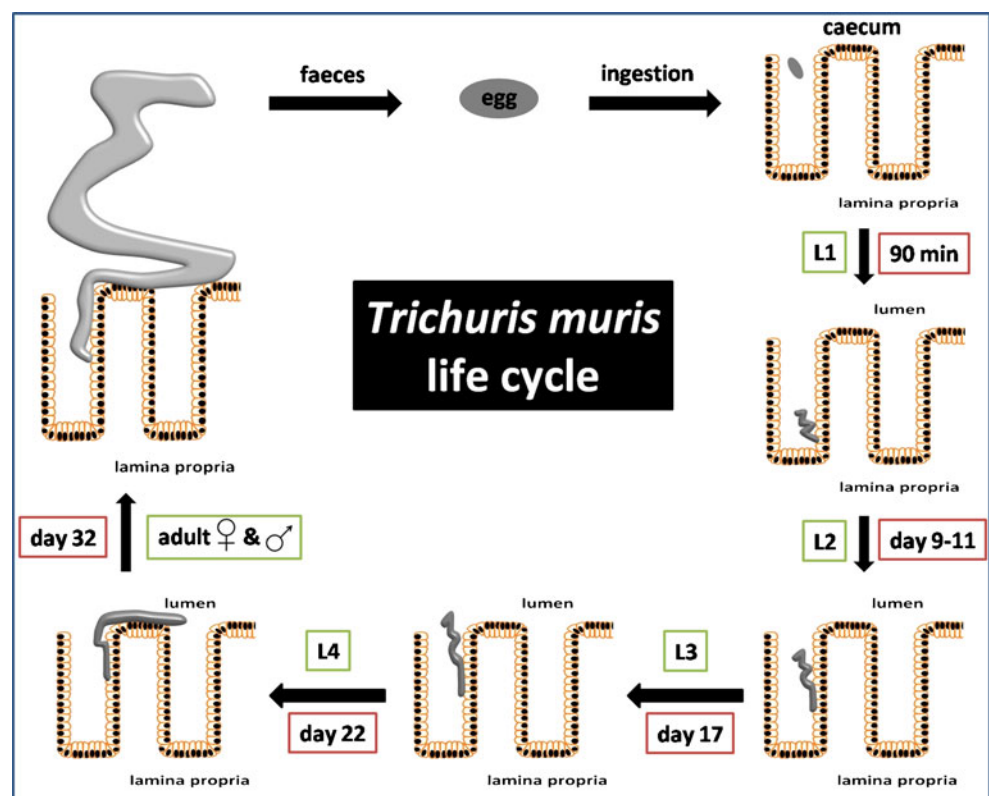 caecum
faeces
egg
ingestion
lamina propria
L1
90 min
lumen
Trichuris muris
life cycle
lamina propria
lamina propria
day 32
adult ♀ & ♂
L2
day 9-11
lumen
lumen
lumen
L4
L3
day 22
day 17
lamina propria
lamina propria
lamina propria